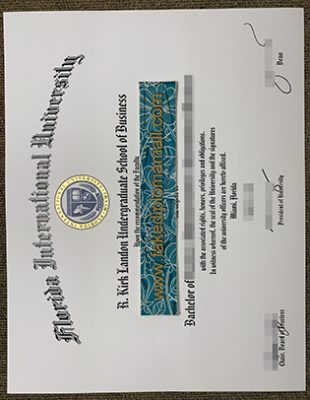 Florida International University
R. Kirk Landon Undergraduate School of Business
Upon the recommendation of the Faculty
www.fakediplomamall.com
Bachelor of
with the associated rights, honors, privileges and obligations.
In witness whereof, the seal of the University and the signatures
of the university officers are hereto affixed.
Miami, Florida
Dean
President of University
Chair, Board of Trustees